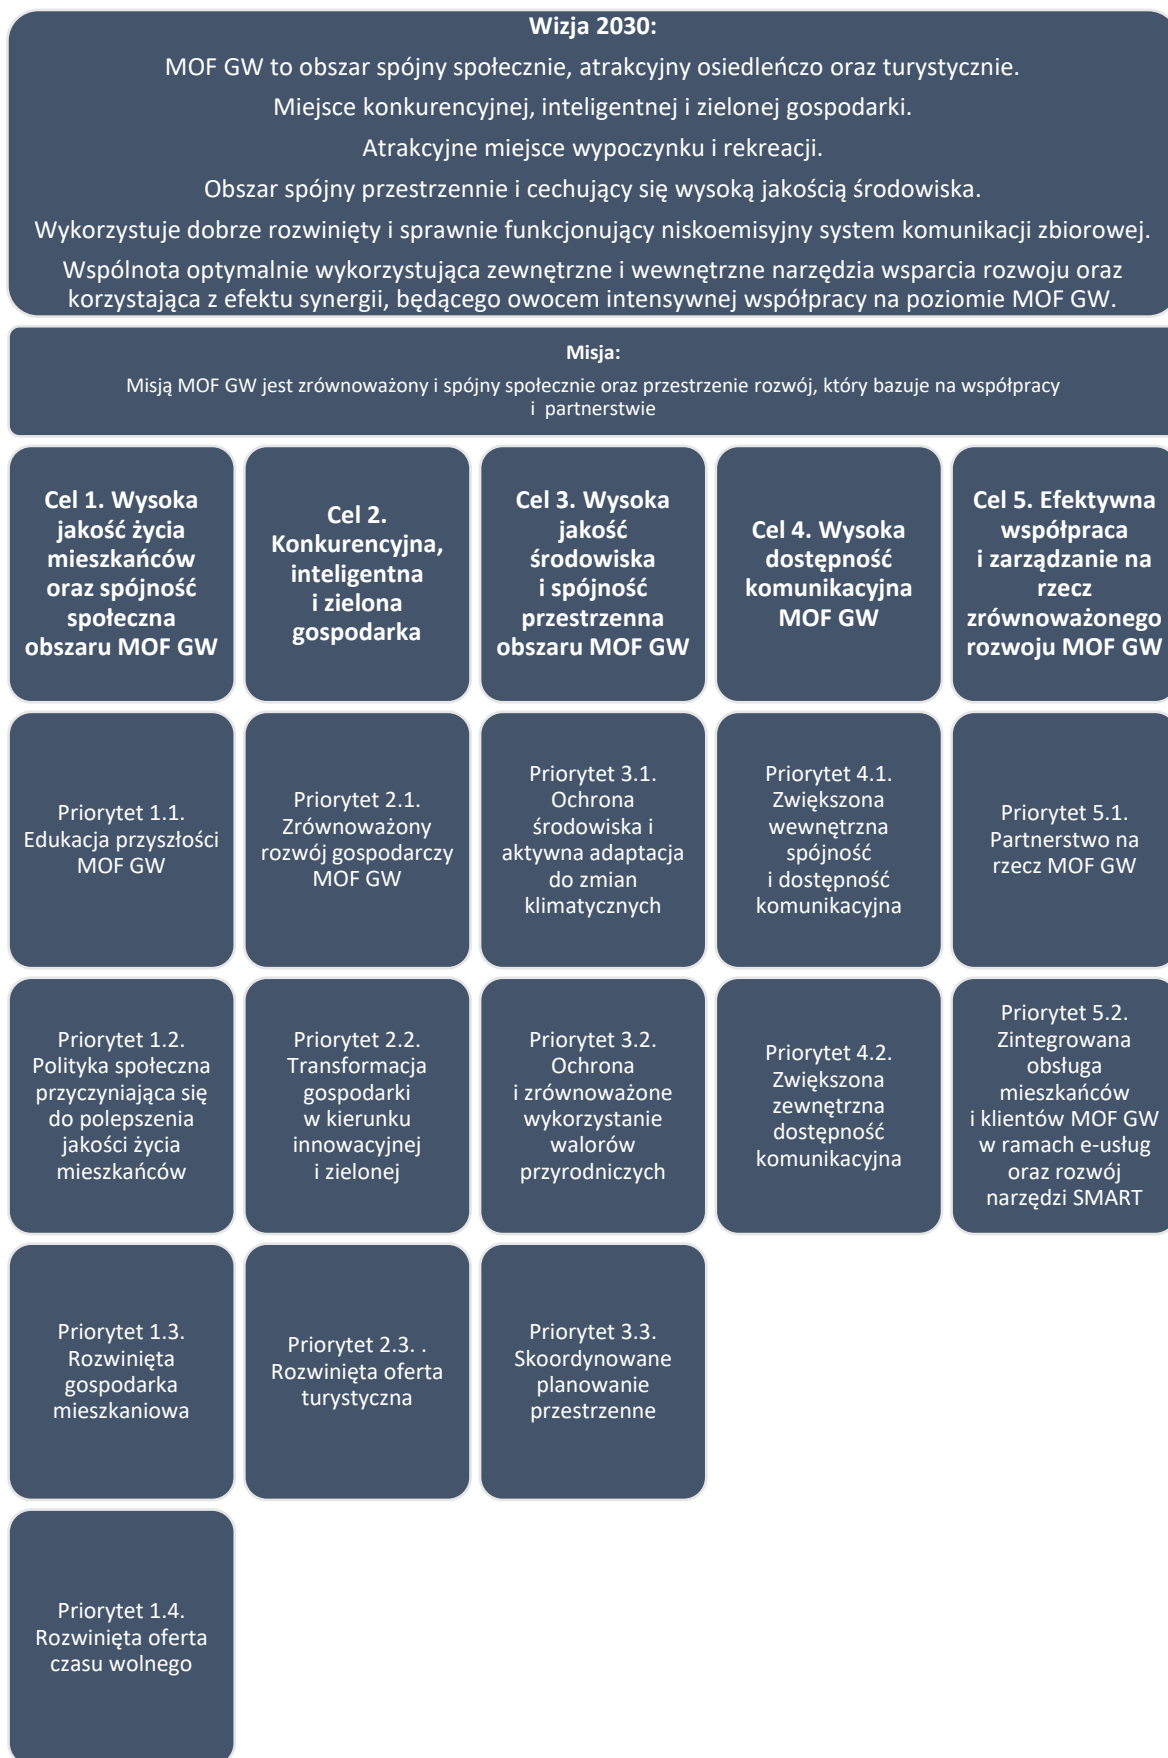 Wizja 2030:
MOF GW to obszar spójny społecznie, atrakcyjny osiedleńczo oraz turystycznie.
Miejsce konkurencyjnej, inteligentnej i zielonej gospodarki.
Atrakcyjne miejsce wypoczynku i rekreacji.
Obszar spójny przestrzennie i cechujący się wysoką jakością środowiska.
Wykorzystuje dobrze rozwinięty i sprawnie funkcjonujący niskoemisyjny system komunikacji zbiorowej.
Wspólnota optymalnie wykorzystująca zewnętrzne i wewnętrzne narzędzia wsparcia rozwoju oraz
korzystająca z efektu synergii, będącego owocem intensywnej współpracy na poziomie MOF GW.
Misja:
Misją MOF GW jest zrównoważony i spójny społecznie oraz przestrzenie rozwój, który bazuje na współpracy
i partnerstwie
Cel 1. Wysoka
jakość życia
mieszkańców
oraz spójność
społeczna
obszaru MOF GW
Cel 2.
Konkurencyjna,
inteligentna
i zielona
gospodarka
Cel 3. Wysoka
jakość
środowiska
i spójność
przestrzenna
obszaru MOF GW
Cel 4. Wysoka
dostępność
komunikacyjna
MOF GW
Cel 5. Efektywna
współpraca
i zarządzanie na
rzecz
zrównoważonego
rozwoju MOF GW
Priorytet 1.1.
Edukacja przyszłości
MOF GW
Priorytet 2.1.
Zrównoważony
rozwój gospodarczy
MOF GW
Priorytet 3.1.
Ochrona
środowiska i
aktywna adaptacja
do zmian
klimatycznych
Priorytet 4.1.
Zwiększona
wewnętrzna
spójność
i dostępność
komunikacyjna
Priorytet 5.1.
Partnerstwo na
rzecz MOF GW
Priorytet 1.2.
Polityka społeczna
przyczyniająca się
do polepszenia
jakości życia
mieszkańców
Priorytet 2.2.
Transformacja
gospodarki
w kierunku
innowacyjnej
i zielonej
Priorytet 3.2.
Ochrona
i zrównoważone
wykorzystanie
walorów
przyrodniczych
Priorytet 4.2.
Zwiększona
zewnętrzna
dostępność
komunikacyjna
Priorytet 5.2.
Zintegrowana
obsługa
mieszkańców
i klientów MOF GW
w ramach e-usług
oraz rozwój
narzędzi SMART
Priorytet 1.3.
Rozwinięta
gospodarka
mieszkaniowa
Priorytet 2.3. .
Rozwinięta oferta
turystyczna
Priorytet 3.3.
Skoordynowane
planowanie
przestrzenne
Priorytet 1.4.
Rozwinięta oferta
czasu wolnego